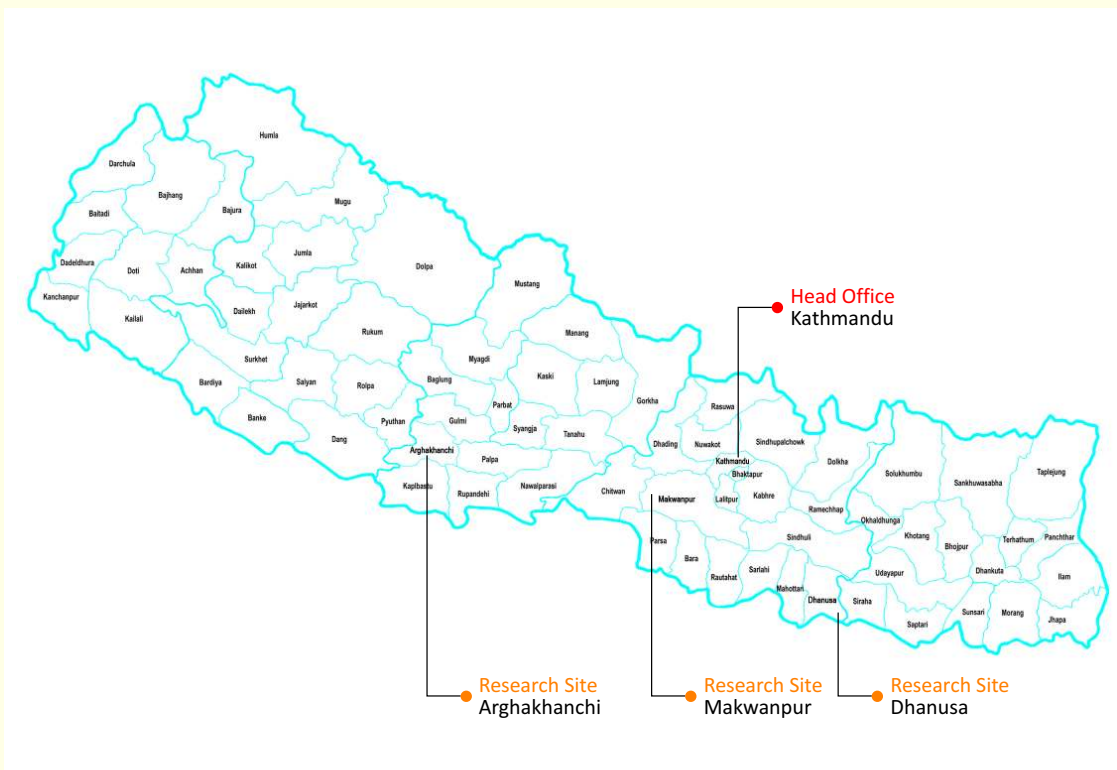 Humla
Darchula
Bajhang
Mugu
Baitadi
Bajura
Jumla
Dadeldhura
Doti
Achhan
Kalikot
Dolpa
Mustang
Kanchanpur
Kailali
Dailekh
Jajarkot
Head Office
Kathmandu
Rukum
Manang
Surkhet
Myagdi
Bardiya
Salyan
Rolpa
Baglung
Kaski
Lamjung
Gorkha
Parbat
Rasuwa
Banke
Pyuthan
Gulmi
Syangja
Tanahu
Dang
Dhading
Nuwakot
Sindhupalchowk
Arghakhanchi
Palpa
Kathmandu
Bhaktapur
Dolkha
Solukhumbu
Sankhuwasabha
Taplejung
Kaplbastu
Rupandehi
Nawalparasi
Chitwan
Makwanpur
Lalitpur
Kabhre
Ramechhap
Okhaldhunga
Khotang
Bhojpur
Terhathum
Panchthar
Parsa
Sindhuli
Bara
Rautahat
Sarlahi
Mahottari
Udayapur
Dhankuta
Ilam
Dhanusa
Siraha
Saptari
Sunsari
Morang
Jhapa
Research Site
Arghakhanchi
Research Site
Makwanpur
Research Site
Dhanusa